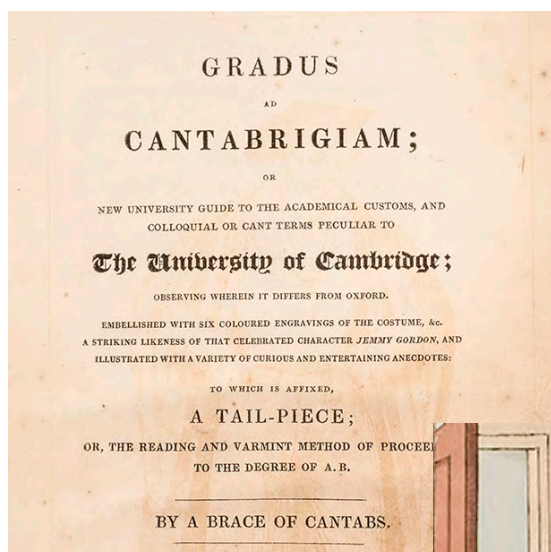 GRADUS
AD
CANTABRIGIAM;
OR
NEW UNIVERSITY GUIDE TO THE ACADEMICAL CUSTOMS, AND
COLLOQUIAL OR CANT TERMS PECULIAR TO
The University of Cambridge;
OBSERVING WHEREIN IT DIFFERS FROM OXFORD.
EMBELLISHED WITH SIX COLOURED ENGRAVINGS OF THE COSTUME, &c.
A STRIKING LIKENESS OF THAT CELEBRATED CHARACTER JEMMY GORDON, AND
ILLUSTRATED WITH A VARIETY OF CURIOUS AND ENTERTAINING ANECDOTES:
TO WHICH IS AFFIXED,
A TAIL-PIECE;
OR, THE READING AND VARMINT METHOD OF
TO THE DEGREE OF A.B.
BY A BRACE OF CANTABS.